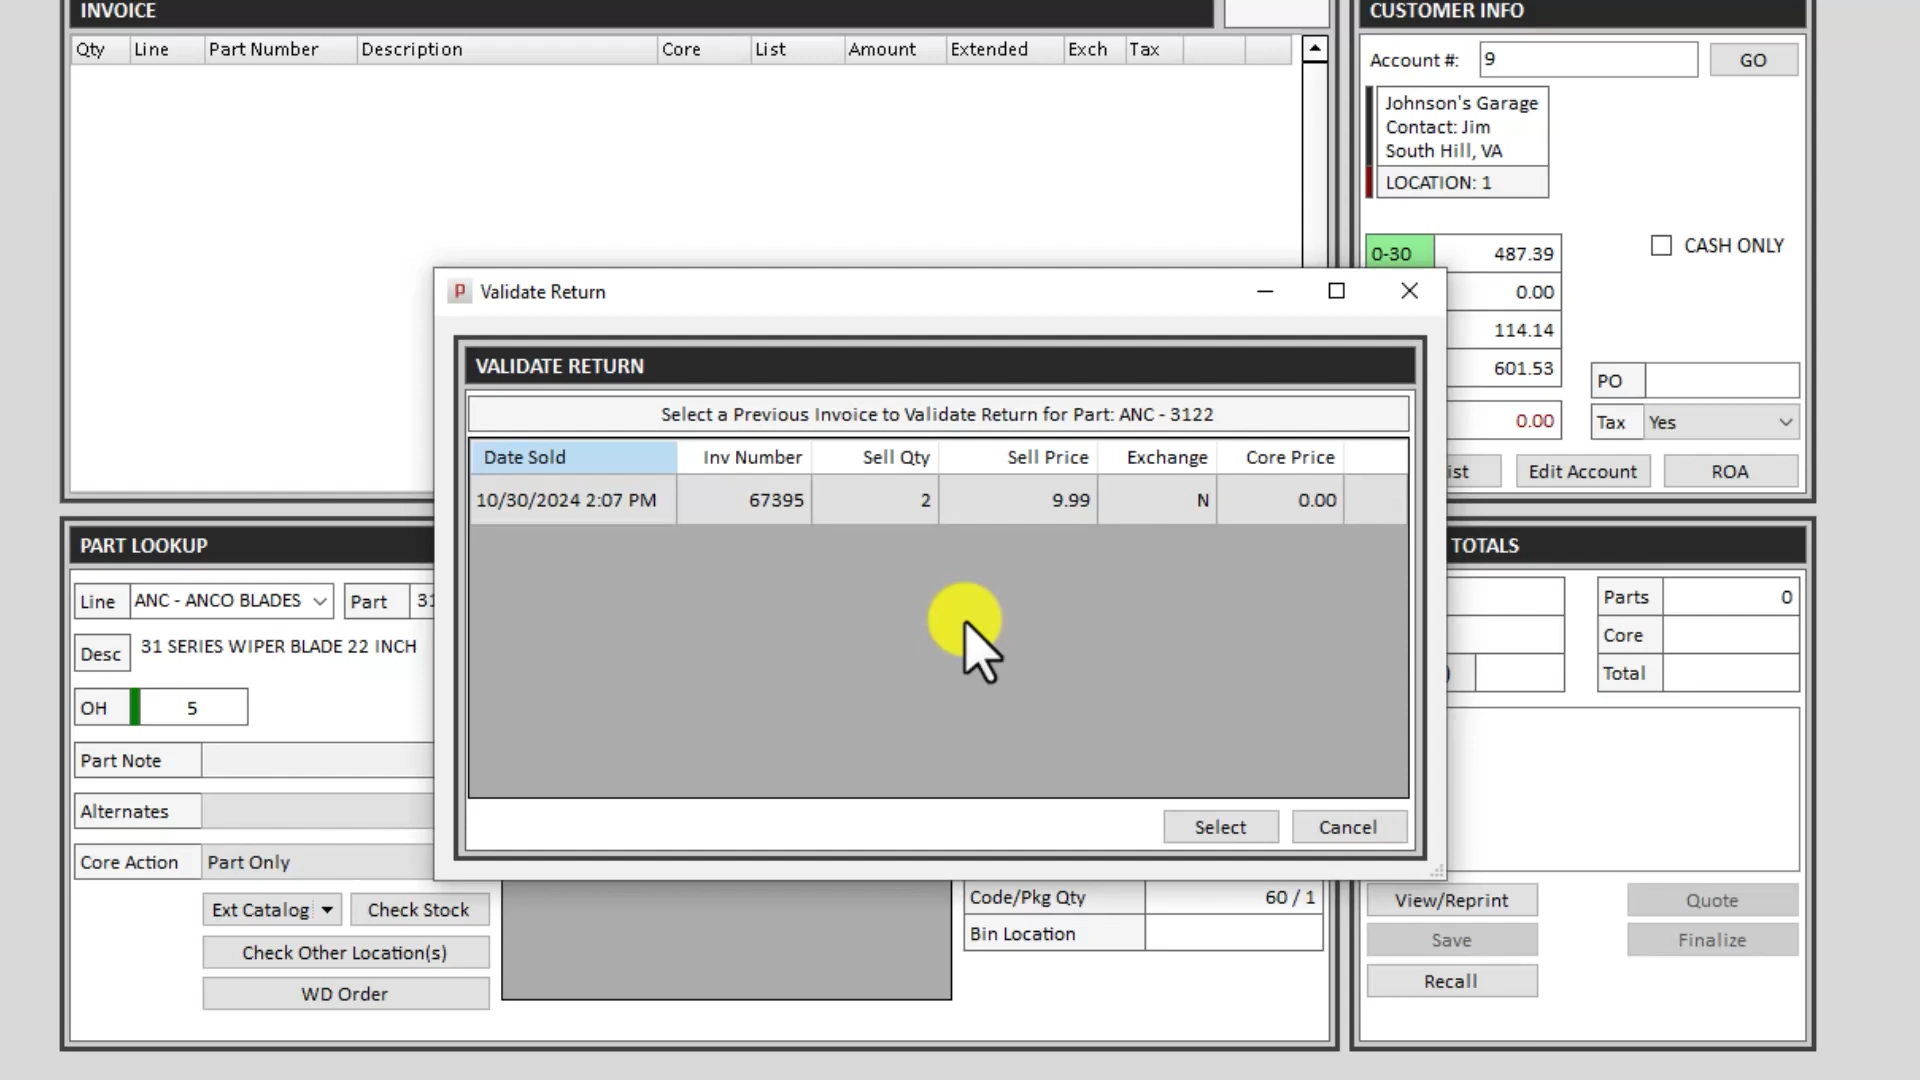 INVOICE
Qty Line Part Number Description Core List Amount Extended Exch Tax
CUSTOMER INFO
Account #: 9 GO
Johnson's Garage
Contact: Jim
South Hill, VA
LOCATION: 1
CASH ONLY
0-30 487.39
0.00
114.14
601.53
PO
0.00
Tax Yes
Edit Account ROA
P Validate Return
VALIDATE RETURN
Select a Previous Invoice to Validate Return for Part: ANC - 3122
Date Sold Inv Number Sell Qty Sell Price Exchange Core Price
10/30/2024 2:07 PM 67395 2 9.99 N 0.00
Select Cancel
PART LOOKUP
Line ANC - ANCO BLADES Part 31
Desc 31 SERIES WIPER BLADE 22 INCH
OH 5
Part Note
Alternates
Core Action Part Only
Ext Catalog Check Stock
Check Other Location(s)
WD Order
Code/Pkg Qty 60 / 1
Bin Location
TOTALS
Parts 0
Core
Total
View/Reprint Quote
Save Finalize
Recall